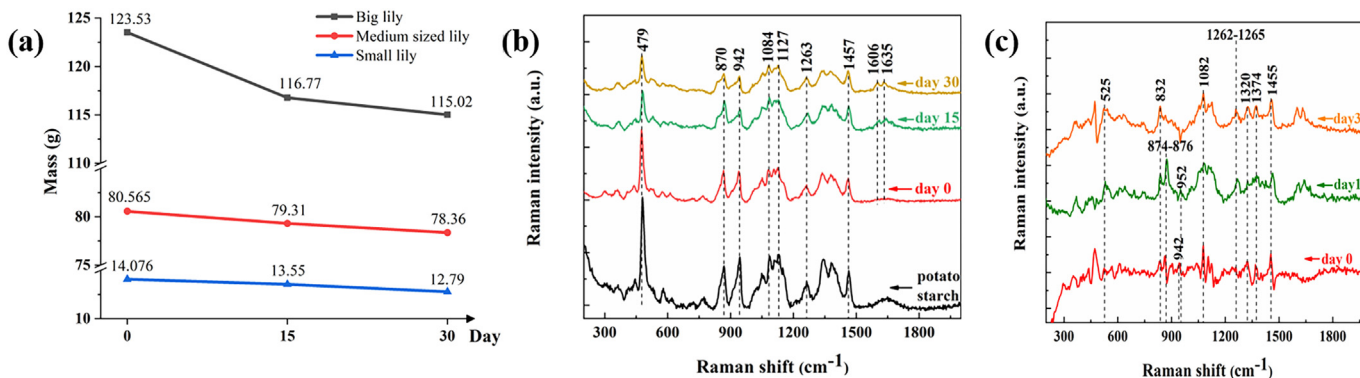 (a)
125
120
115
110
80
75
10
Mass (g)
123.53
116.77
115.02
80.565
79.31
78.36
14.076
13.55
12.79
Big lily
Medium sized lily
Small lily
0
15
30
Day
(b)
Raman intensity (a.u.)
479
870
942
1084
1127
1263
1457
1606
1635
day 30
day 15
day 0
potato
starch
300
600
900
1200
1500
1800
Raman shift (cm-1)
(c)
Raman intensity (a.u.)
1262-1265
525
832
1082
1320
1374
1455
874-876
952
942
day3
day1
day 0
300
600
900
1200
1500
1800
Raman shift (cm-1)